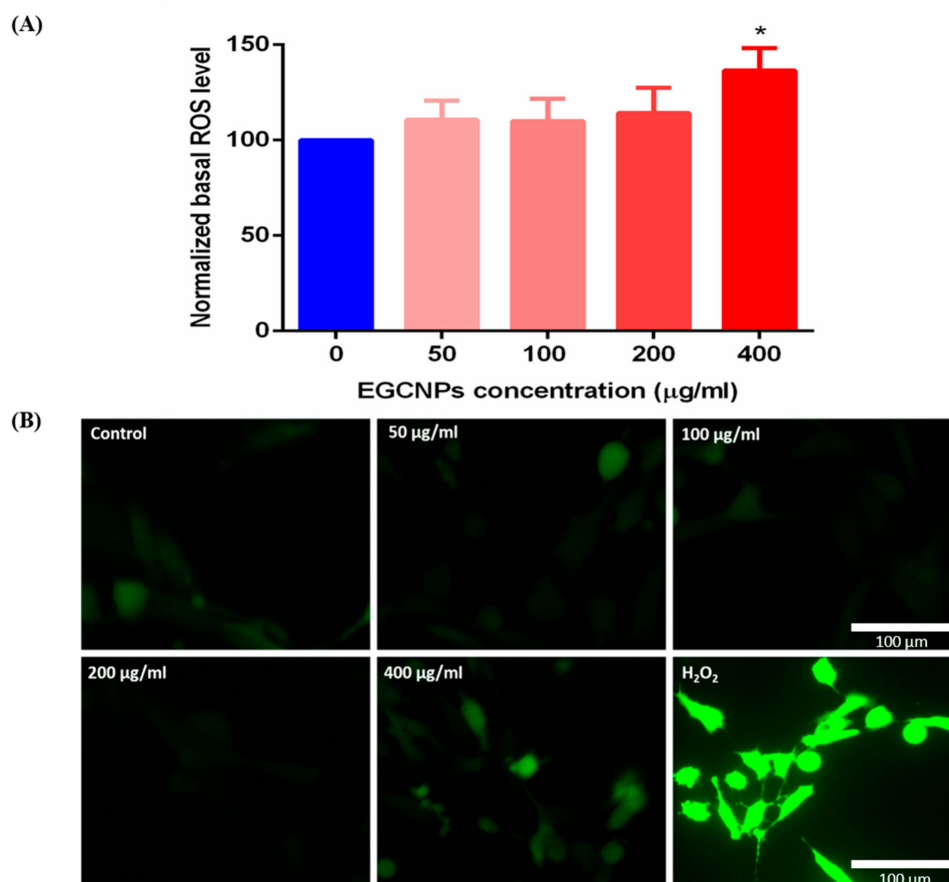 (A)
*
150
100
50
0
Normalized basal ROS level
0 50 100 200 400
EGCNPs concentration (μg/ml)
(B)
Control
50 μg/ml
100 μg/ml
100 μm
200 μg/ml
400 μg/ml
H₂O₂
100 μm